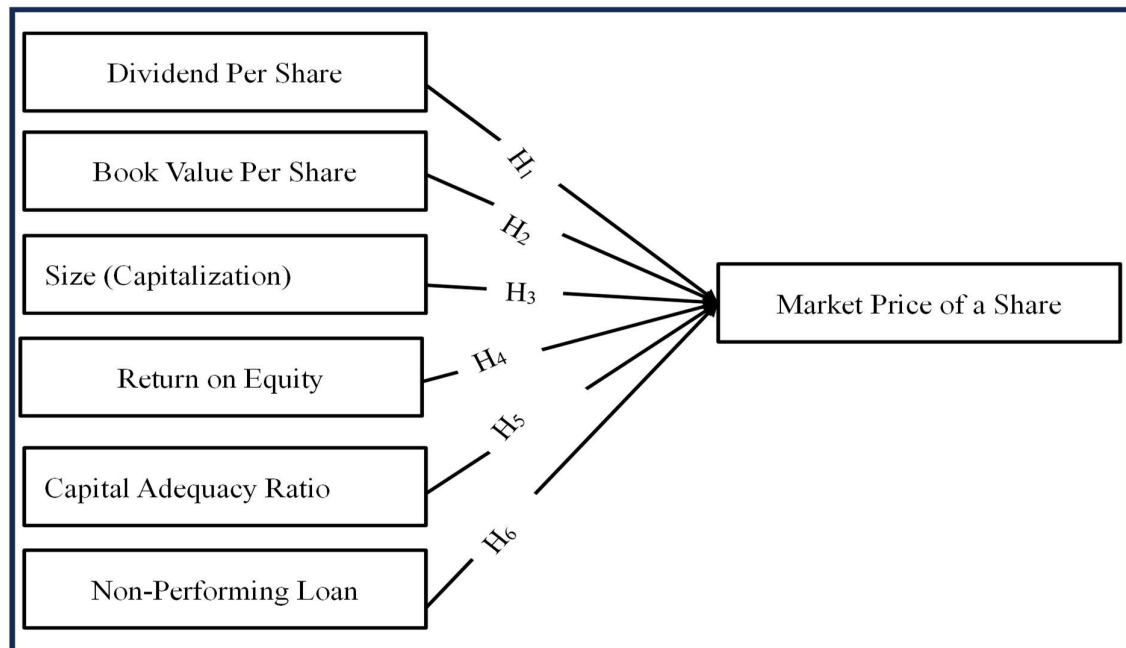 Dividend Per Share
H1
Book Value Per Share
H2
Size (Capitalization)
H3
Market Price of a Share
Return on Equity
H4
Capital Adequacy Ratio
H5
Non-Performing Loan
H6